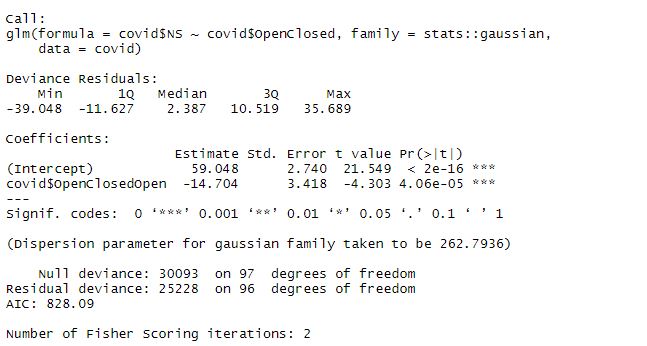 Call:
glm(formula = covid$NS ~ covid$OpenClosed, family = stats::gaussian,
    data = covid)
Deviance Residuals:
    Min       1Q   Median       3Q      Max
-39.048  -11.627    2.387   10.519   35.689
Coefficients:
                     Estimate Std. Error t value Pr(>|t|)
(Intercept)            59.048      2.740  21.549  < 2e-16 ***
covid$OpenClosedOpen  -14.704      3.418  -4.303 4.06e-05 ***
---
Signif. codes:  0 ‘***’ 0.001 ‘**’ 0.01 ‘*’ 0.05 ‘.’ 0.1 ‘ ’ 1
(Dispersion parameter for gaussian family taken to be 262.7936)
    Null deviance: 30093  on 97  degrees of freedom
Residual deviance: 25228  on 96  degrees of freedom
AIC: 828.09
Number of Fisher Scoring iterations: 2